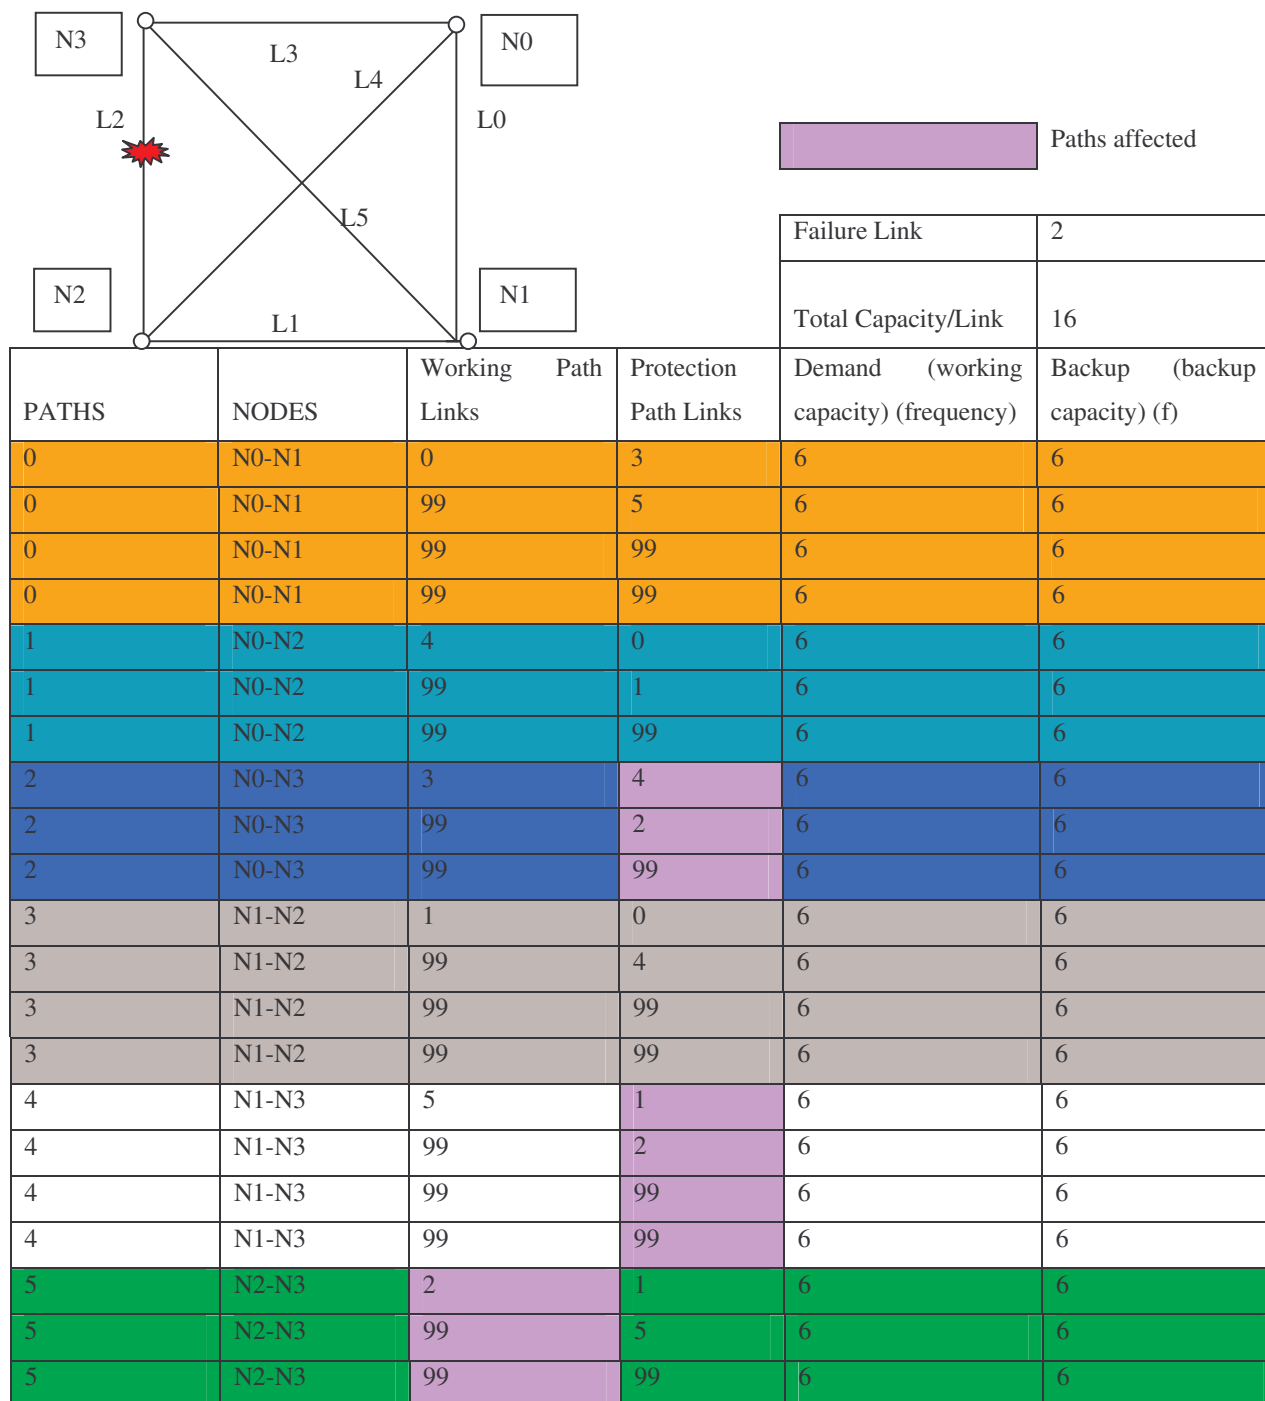 N3
L3
L4
N0
L2
L0
Paths affected
L5
Failure Link 2
N2
L1
N1
Total Capacity/Link 16
PATHS NODES Working Path Links Protection Path Links Demand (working capacity) (frequency) Backup (backup capacity) (f)
0 N0-N1 0 3 6 6
0 N0-N1 99 5 6 6
0 N0-N1 99 99 6 6
0 N0-N1 99 99 6 6
1 N0-N2 4 0 6 6
1 N0-N2 99 1 6 6
1 N0-N2 99 99 6 6
2 N0-N3 3 4 6 6
2 N0-N3 99 2 6 6
2 N0-N3 99 99 6 6
3 N1-N2 1 0 6 6
3 N1-N2 99 4 6 6
3 N1-N2 99 99 6 6
3 N1-N2 99 99 6 6
4 N1-N3 5 1 6 6
4 N1-N3 99 2 6 6
4 N1-N3 99 99 6 6
4 N1-N3 99 99 6 6
5 N2-N3 2 1 6 6
5 N2-N3 99 5 6 6
5 N2-N3 99 99 6 6